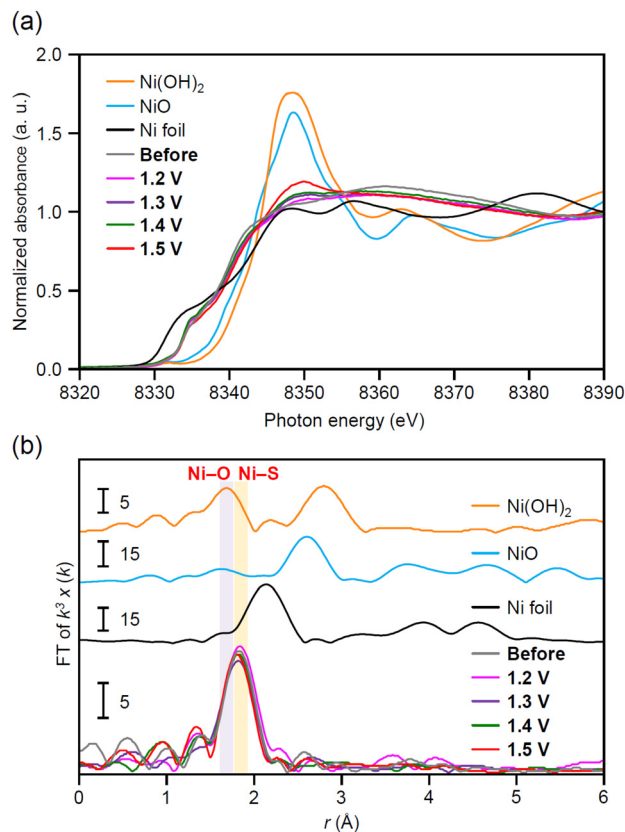 (a)
Normalized absorbance (a. u.)
2.0
1.5
1.0
0.5
0.0
Ni(OH)2
NiO
Ni foil
Before
1.2 V
1.3 V
1.4 V
1.5 V
8320 8330 8340 8350 8360 8370 8380 8390
Photon energy (eV)
(b)
FT of k3 x (k)
Ni–O Ni–S
5
Ni(OH)2
15
NiO
15
Ni foil
5
Before
1.2 V
1.3 V
1.4 V
1.5 V
0 1 2 3 4 5 6
r (Å)